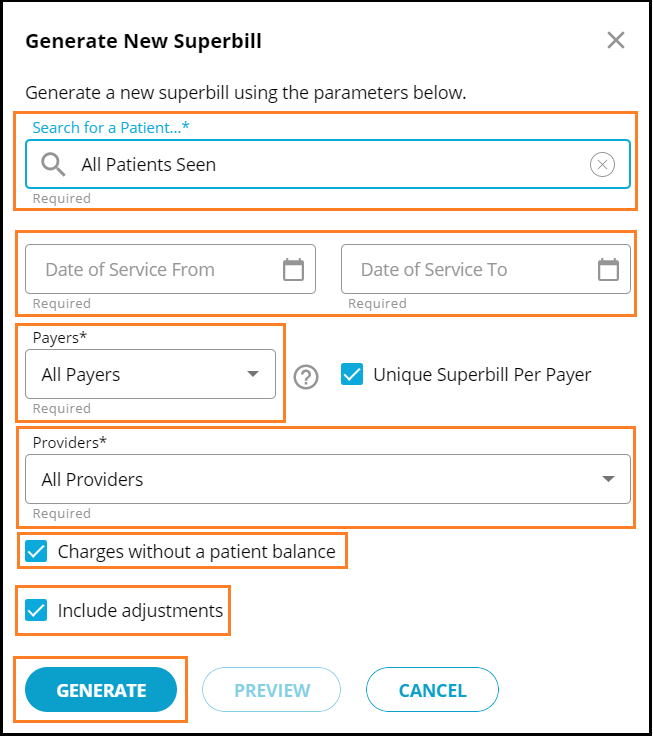 Generate New Superbill
Generate a new superbill using the parameters below.
Search for a Patient...*
All Patients Seen
Required
Date of Service From
Date of Service To
Required
Required
Payers*
All Payers
Unique Superbill Per Payer
Required
Providers*
All Providers
Required
Charges without a patient balance
Include adjustments
GENERATE
PREVIEW
CANCEL